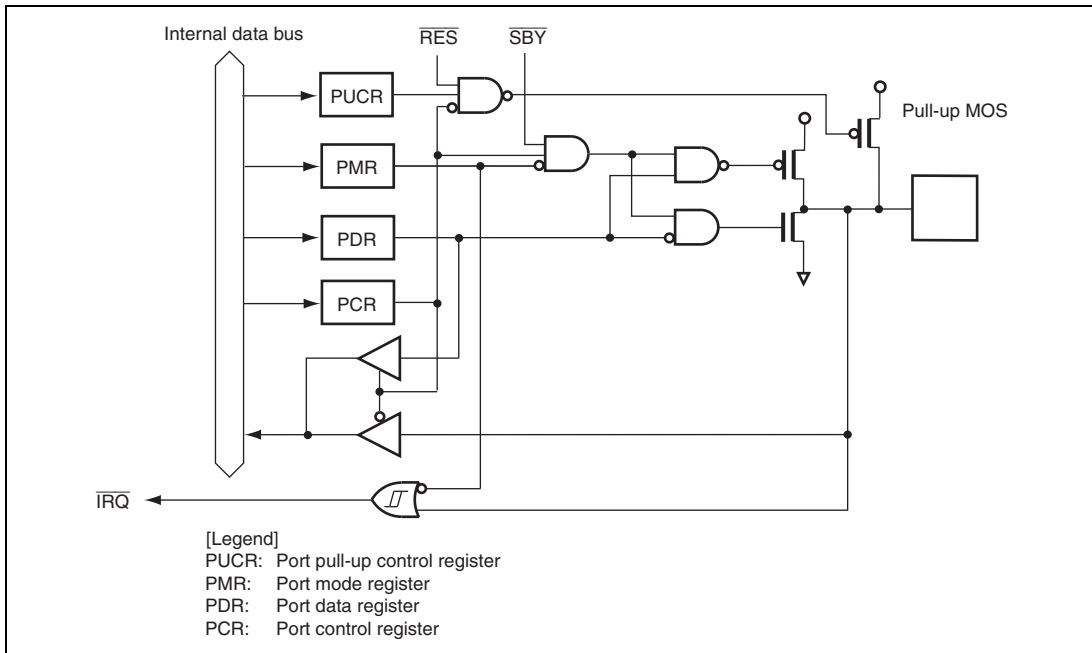 Internal data bus
RES
SBY
PUCR
Pull-up MOS
PMR
PDR
PCR
IRQ
[Legend]
PUCR: Port pull-up control register
PMR: Port mode register
PDR: Port data register
PCR: Port control register